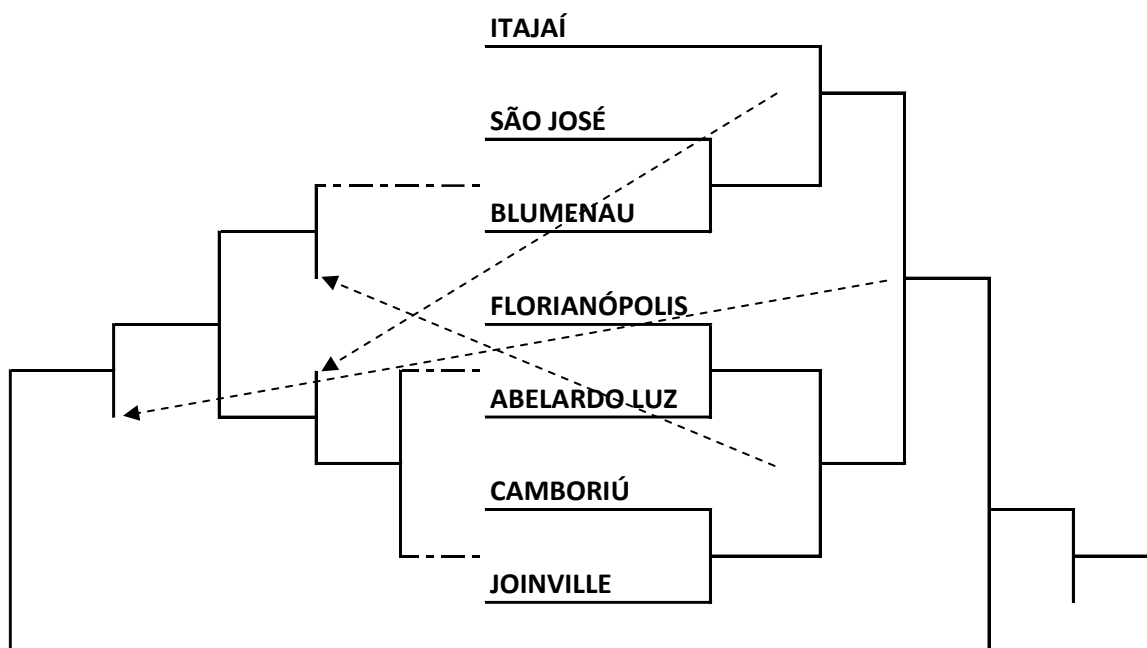 ITAJAÍ
SÃO JOSÉ
BLUMENAU
FLORIANÓPOLIS
ABELARDO LUZ
CAMBORIÚ
JOINVILLE